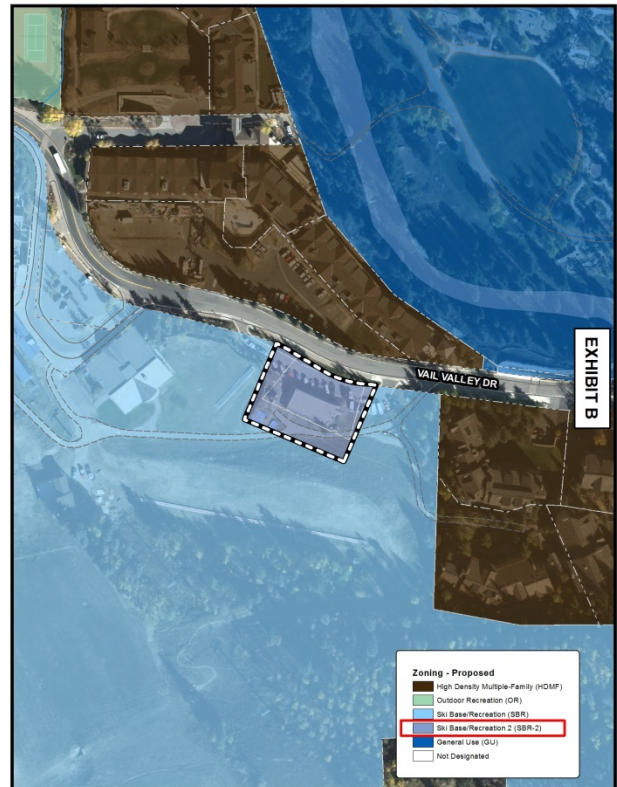 VAIL VALLEY DR
EXHIBIT B
Zoning - Proposed
High Density Multiple-Family (HDMF)
Outdoor Recreation (OR)
Ski Base/Recreation (SBR)
Ski Base/Recreation 2 (SBR-2)
General Use (GU)
Not Designated